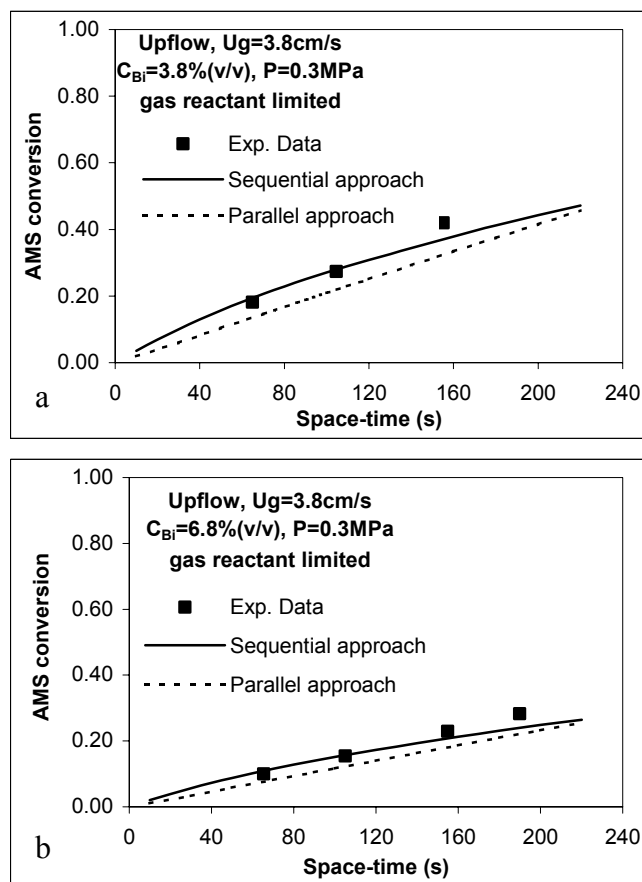 1.00
Upflow, Ug=3.8cm/s
C_Bi=3.8%(v/v), P=0.3MPa
0.80
gas reactant limited
Exp. Data
0.60
Sequential approach
Parallel approach
0.40
0.20
0.00
AMS conversion
0 40 80 120 160 200 240
Space-time (s)
a
1.00
Upflow, Ug=3.8cm/s
C_Bi=6.8%(v/v), P=0.3MPa
0.80
gas reactant limited
Exp. Data
0.60
Sequential approach
0.40
Parallel approach
0.20
0.00
AMS conversion
0 40 80 120 160 200 240
Space-time (s)
b